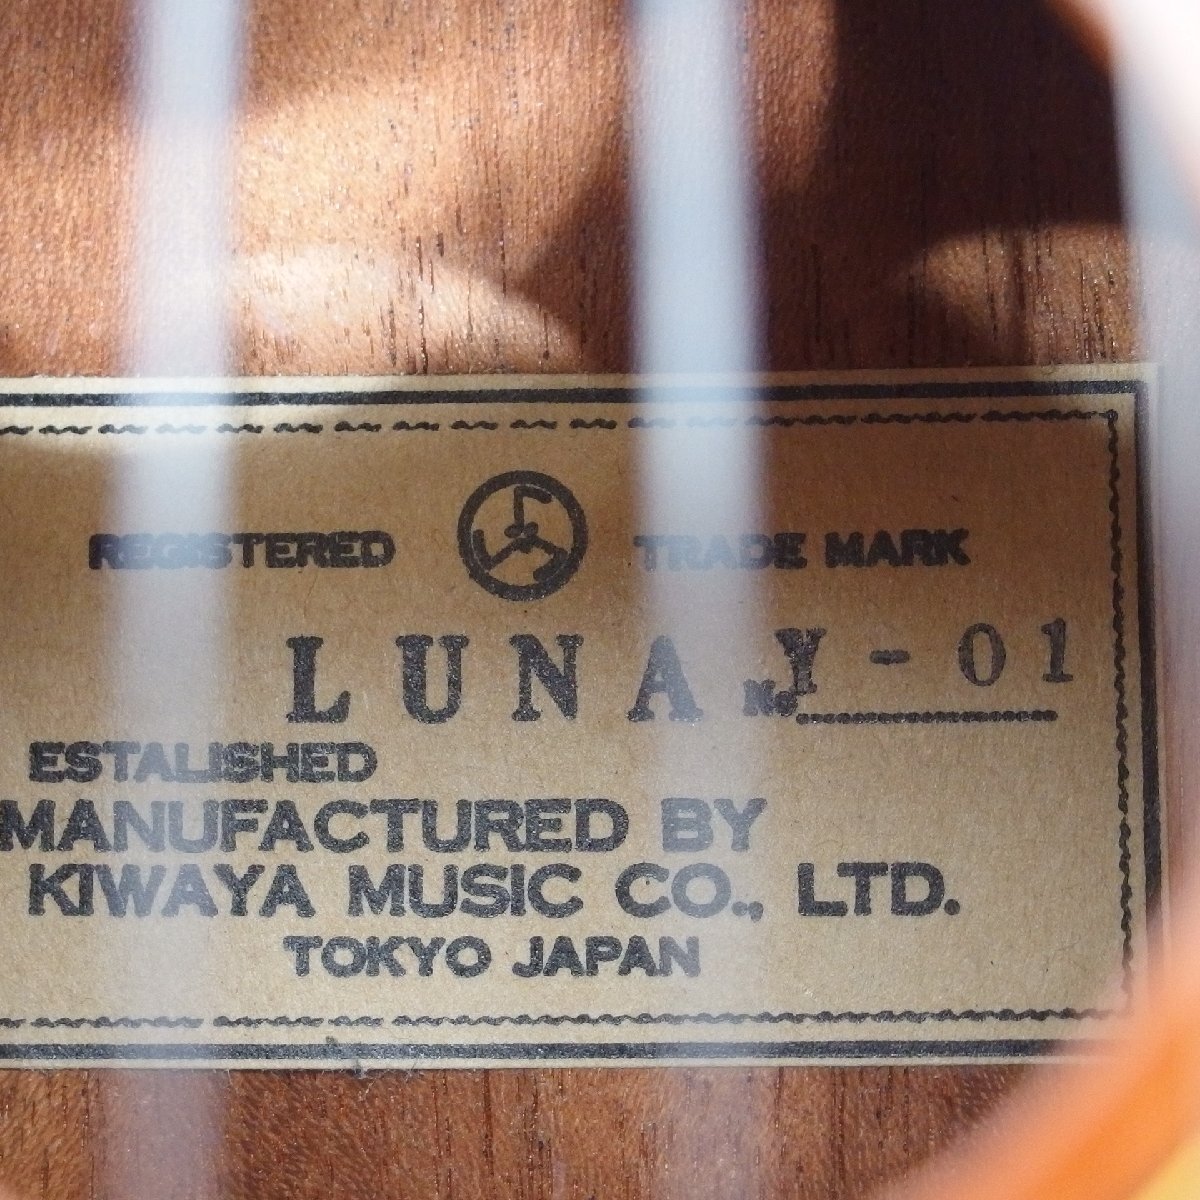 REGISTERED TRADE MARK
LUNA No. Y-01
ESTALISHED
MANUFACTURED BY
KIWAYA MUSIC CO., LTD.
TOKYO JAPAN